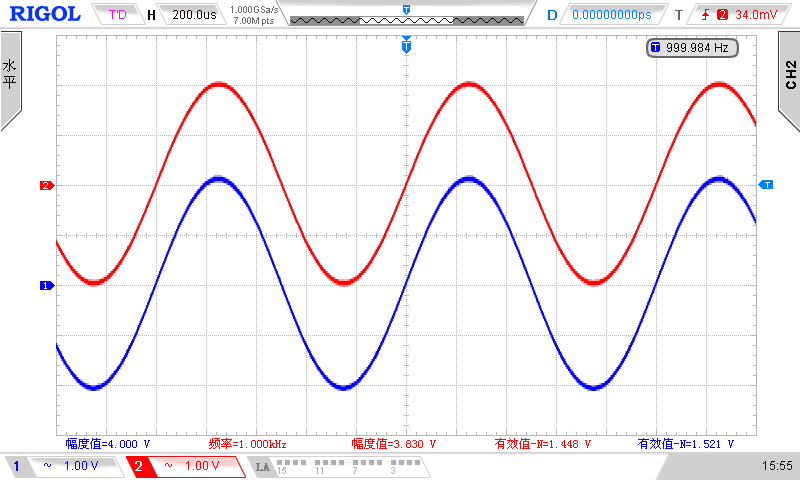 RIGOL T'D H 200.0us 1.000GSa/s 7.00M pts T D 0.00000000ps T 2 34.0mV
T
T 999.984 Hz
水平
CH2
2
T
1
幅度值=4.000 V 频率=1.000kHz 幅度值=3.830 V 有效值-N=1.448 V 有效值-N=1.521 V
1 ~ 1.00 V 2 ~ 1.00 V LA 15 11 7 3 15:55